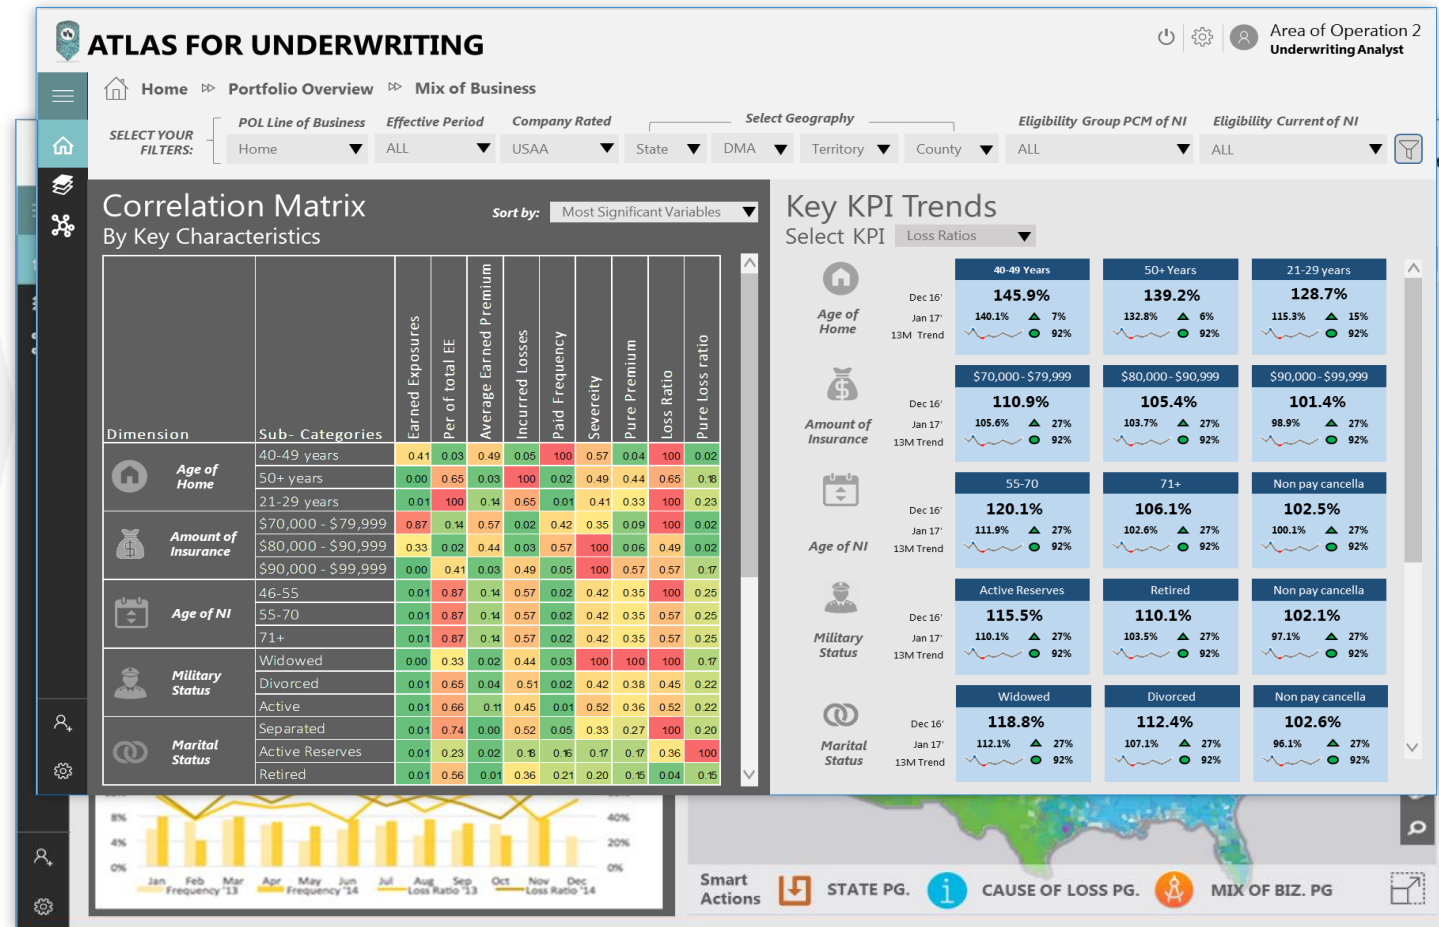 ATLAS FOR UNDERWRITING
Area of Operation 2
Underwriting Analyst
Home Portfolio Overview Mix of Business
SELECT YOUR FILTERS:
POL Line of Business Effective Period Company Rated Select Geography Eligibility Group PCM of NI Eligibility Current of NI
Home ALL USAA State DMA Territory County ALL ALL
Correlation Matrix
By Key Characteristics
Sort by: Most Significant Variables
Dimension Sub- Categories Earned Exposures Per of total EE Average Earned Premium Incurred Losses Paid Frequency Severeity Pure Premium Loss Ratio Pure Loss ratio
Age of Home
40-49 years 0.41 0.03 0.49 0.05 100 0.57 0.04 100 0.02
50+ years 0.00 0.65 0.03 100 0.02 0.49 0.44 0.65 0.18
21-29 years 0.01 100 0.14 0.65 0.01 0.41 0.33 100 0.23
Amount of Insurance
$70,000 - $79,999 0.87 0.14 0.57 0.02 0.42 0.35 0.09 100 0.02
$80,000 - $90,999 0.33 0.02 0.44 0.03 0.57 100 0.06 0.49 0.02
$90,000 - $99,999 0.00 0.41 0.03 0.49 0.05 100 0.57 0.57 0.17
Age of NI
46-55 0.01 0.87 0.14 0.57 0.02 0.42 0.35 100 0.25
55-70 0.01 0.87 0.14 0.57 0.02 0.42 0.35 0.57 0.25
71+ 0.01 0.87 0.14 0.57 0.02 0.42 0.35 0.57 0.25
Military Status
Widowed 0.00 0.33 0.02 0.44 0.03 100 100 100 0.17
Divorced 0.01 0.65 0.04 0.51 0.02 0.42 0.38 0.45 0.22
Active 0.01 0.66 0.11 0.45 0.01 0.52 0.36 0.52 0.22
Marital Status
Separated 0.01 0.74 0.00 0.52 0.05 0.33 0.27 100 0.20
Active Reserves 0.01 0.23 0.02 0.18 0.16 0.17 0.17 0.36 100
Retired 0.01 0.56 0.01 0.36 0.21 0.20 0.15 0.04 0.15
Key KPI Trends
Select KPI Loss Ratios
Age of Home
40-49 Years 50+ Years 21-29 years
Dec 16' 145.9% 139.2% 128.7%
Jan 17' 140.1% 7% 132.8% 6% 115.3% 15%
13M Trend 92% 92% 92%
Amount of Insurance
$70,000 - $79,999 $80,000 - $90,999 $90,000 - $99,999
Dec 16' 110.9% 105.4% 101.4%
Jan 17' 105.6% 27% 103.7% 27% 98.9% 27%
13M Trend 92% 92% 92%
Age of NI
55-70 71+ Non pay cancella
Dec 16' 120.1% 106.1% 102.5%
Jan 17' 111.9% 27% 102.6% 27% 100.1% 27%
13M Trend 92% 92% 92%
Military Status
Active Reserves Retired Non pay cancella
Dec 16' 115.5% 110.1% 102.1%
Jan 17' 110.1% 27% 103.5% 27% 97.1% 27%
13M Trend 92% 92% 92%
Marital Status
Widowed Divorced Non pay cancella
Dec 16' 118.8% 112.4% 102.6%
Jan 17' 112.1% 27% 107.1% 27% 96.1% 27%
13M Trend 92% 92% 92%
8% 40%
4% 20%
0% 0%
Jan Feb Mar Apr May Jun Jul Aug Sep Oct Nov Dec
Frequency '13 Frequency '14 Loss Ratio '13 Loss Ratio '14
Smart Actions
STATE PG. CAUSE OF LOSS PG. MIX OF BIZ. PG